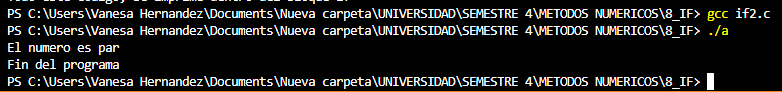 PS C:\Users\Vanesa Hernandez\Documents\Nueva carpeta\UNIVERSIDAD\SEMESTRE 4\METODOS NUMERICOS\8_IF> gcc if2.c
PS C:\Users\Vanesa Hernandez\Documents\Nueva carpeta\UNIVERSIDAD\SEMESTRE 4\METODOS NUMERICOS\8_IF> ./a
El numero es par
Fin del programa
PS C:\Users\Vanesa Hernandez\Documents\Nueva carpeta\UNIVERSIDAD\SEMESTRE 4\METODOS NUMERICOS\8_IF>